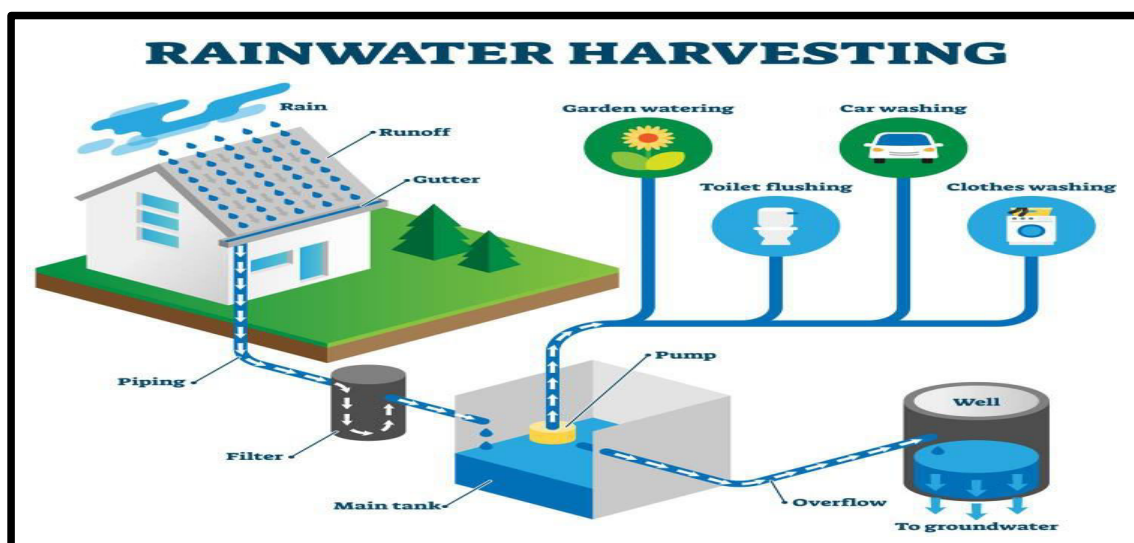 RAINWATER HARVESTING
Rain
Runoff
Gutter
Garden watering
Car washing
Toilet flushing
Clothes washing
Piping
Filter
Main tank
Pump
Well
Overflow
To groundwater